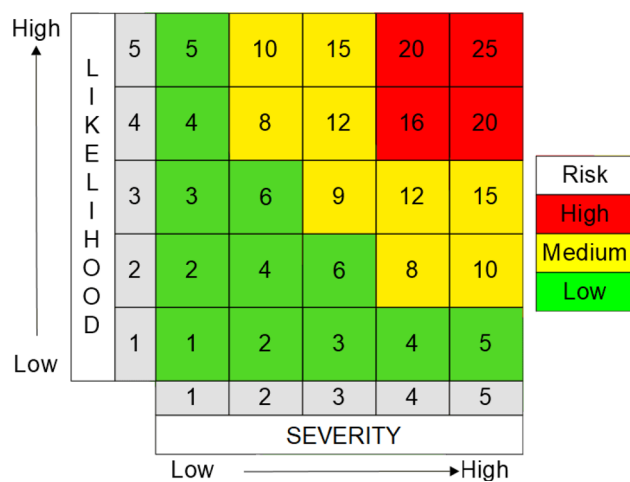 High
LIKELIHOOD
Low
5 5 10 15 20 25
4 4 8 12 16 20
3 3 6 9 12 15
2 2 4 6 8 10
1 1 2 3 4 5
1 2 3 4 5
SEVERITY
Low High
Risk
High
Medium
Low